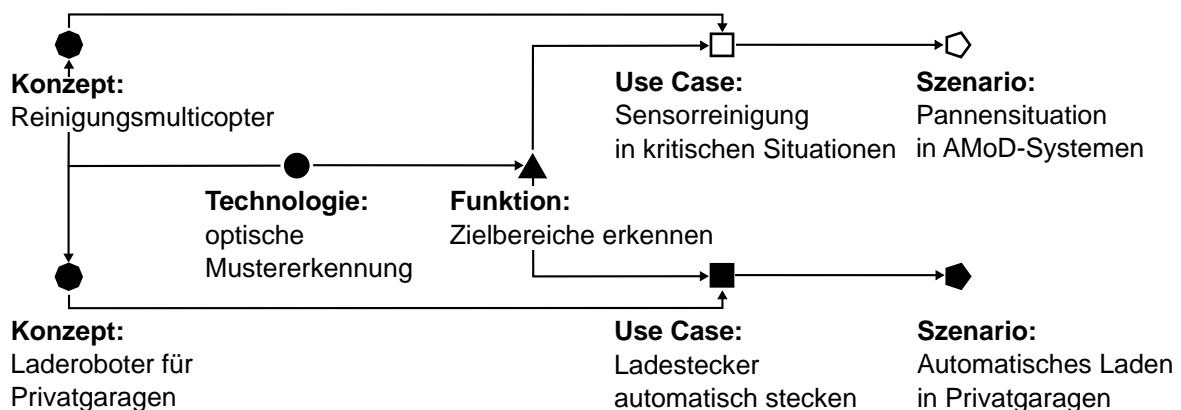 Konzept:
Reinigungsmulticopter
Use Case:
Sensorreinigung
in kritischen Situationen
Szenario:
Pannensituation
in AMoD-Systemen
Technologie:
optische
Mustererkennung
Funktion:
Zielbereiche erkennen
Konzept:
Laderoboter für
Privatgaragen
Use Case:
Ladestecker
automatisch stecken
Szenario:
Automatisches Laden
in Privatgaragen